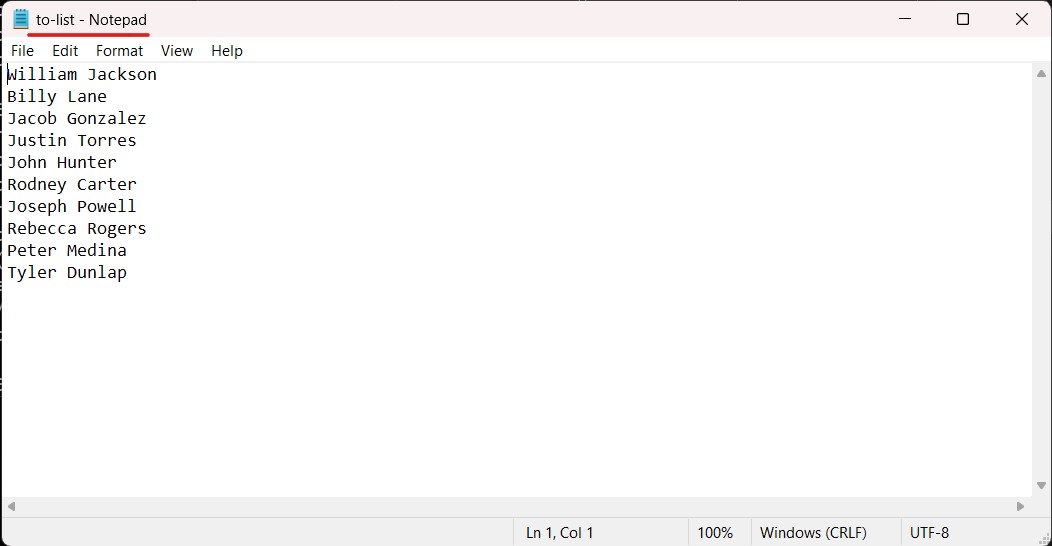 to-list - Notepad
File Edit Format View Help
William Jackson
Billy Lane
Jacob Gonzalez
Justin Torres
John Hunter
Rodney Carter
Joseph Powell
Rebecca Rogers
Peter Medina
Tyler Dunlap
Ln 1, Col 1 100% Windows (CRLF) UTF-8